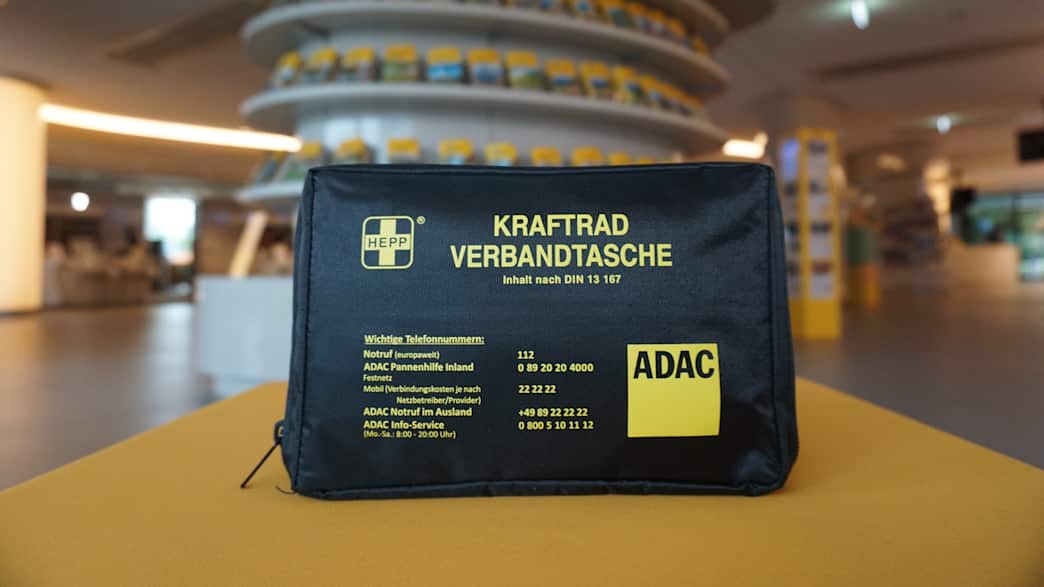 HEPP
®
KRAFTRAD
VERBANDTASCHE
Inhalt nach DIN 13 167
Wichtige Telefonnummern:
Notruf (europaweit) 112
ADAC Pannenhilfe Inland 0 89 20 20 4000
Festnetz
Mobil (Verbindungskosten je nach 22 22 22
Netzbetreiber/Provider)
ADAC Notruf im Ausland +49 89 22 22 22
ADAC Info-Service 0 800 5 10 11 12
(Mo.-Sa.: 8:00 - 20:00 Uhr)
ADAC